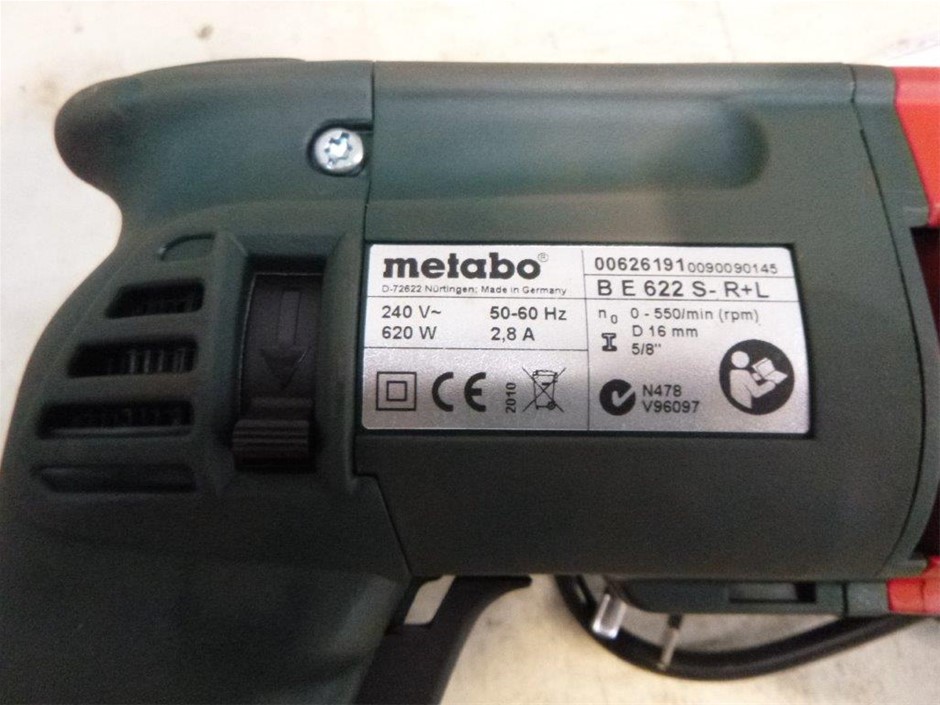 metabo®
D-72622 Nürtingen; Made in Germany
240 V~ 50-60 Hz
620 W 2,8 A
CE
2010
00626191 0090090145
B E 622 S- R+L
n0 0 - 550/min (rpm)
D 16 mm
5/8"
N478
V96097